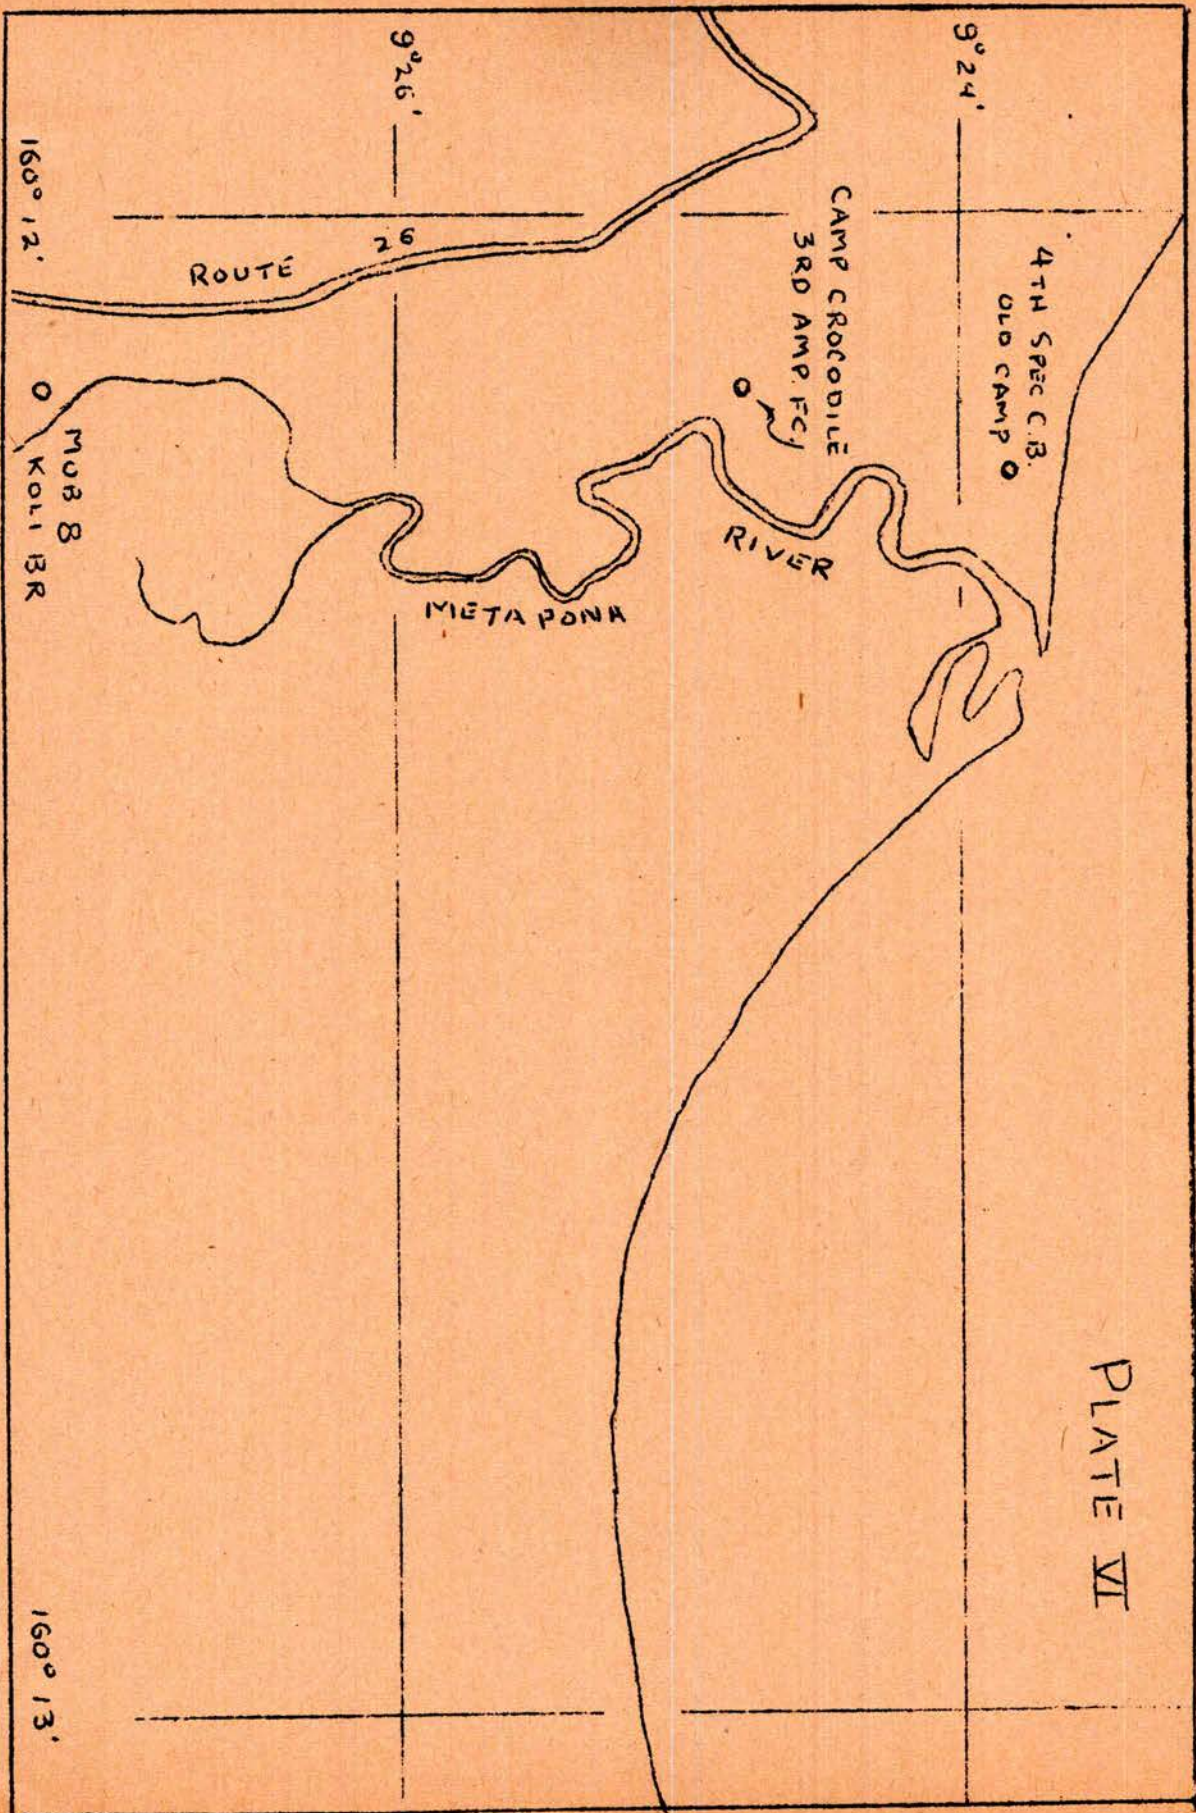 PLATE VI
4TH SPEC C.B.
OLD CAMP
9° 24'
CAMP CROCODILE
3RD AMP. FC,
RIVER
METAPONA
9° 26'
ROUTE 26
MOB 8
KOLI BR
160° 12'
160° 13'